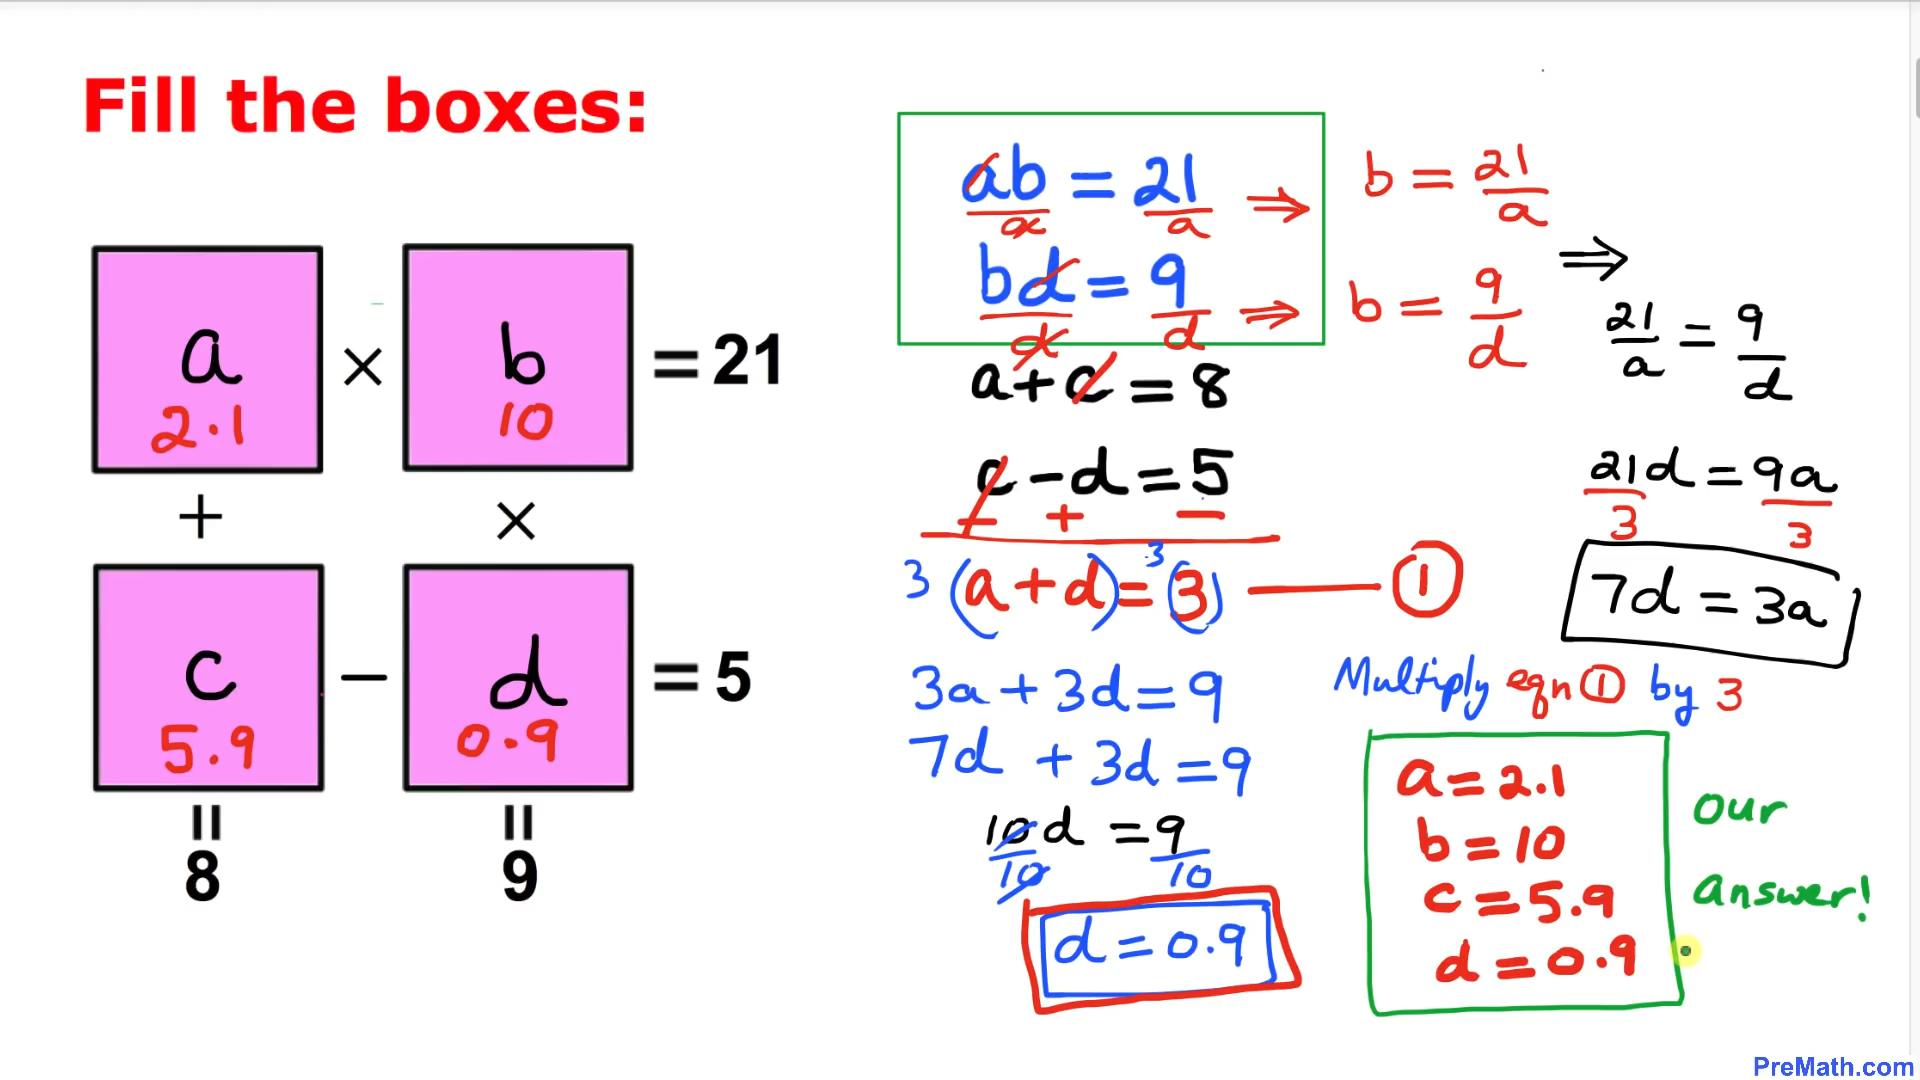 Fill the boxes:
a × b = 21
2.1 10
+ ×
c − d = 5
5.9 0.9
= =
8 9
ab = 21 ⇒ b = 21/a
a a
bd = 9 ⇒ b = 9/d
d d
⇒
21/a = 9/d
a + c = 8
c − d = 5
− + −
3(a + d) = 3(3) — ①
21d = 9a
3 3
7d = 3a
Multiply eqn ① by 3
3a + 3d = 9
7d + 3d = 9
10d = 9
10 10
d = 0.9
a = 2.1
b = 10
c = 5.9
d = 0.9
our
answer!
PreMath.com